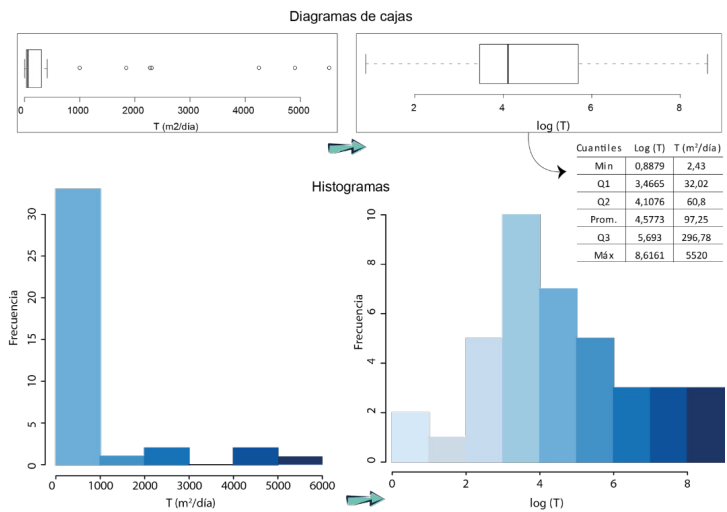 Diagramas de cajas
0 1000 2000 3000 4000 5000
T (m2/día)
2 4 6 8
log (T)
Cuantiles Log (T) T (m²/día)
Min 0,8879 2,43
Q1 3,4665 32,02
Q2 4,1076 60,8
Prom. 4,5773 97,25
Q3 5,693 296,78
Máx 8,6161 5520
Histogramas
Frecuencia
30
25
20
15
10
5
0
0 1000 2000 3000 4000 5000 6000
T (m²/día)
Frecuencia
10
8
6
4
2
0
0 2 4 6 8
log (T)